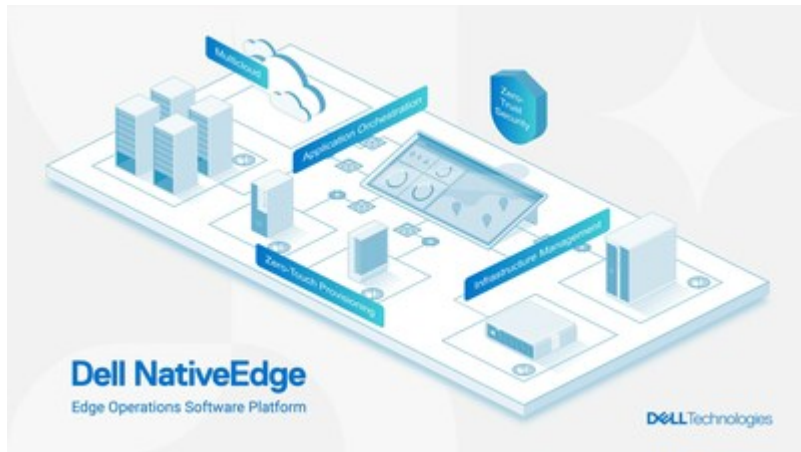 Multicloud
Application Orchestration
Zero-
Trust
Security
Zero-Touch Provisioning
Infrastructure Management
Dell NativeEdge
Edge Operations Software Platform
DELLTechnologies